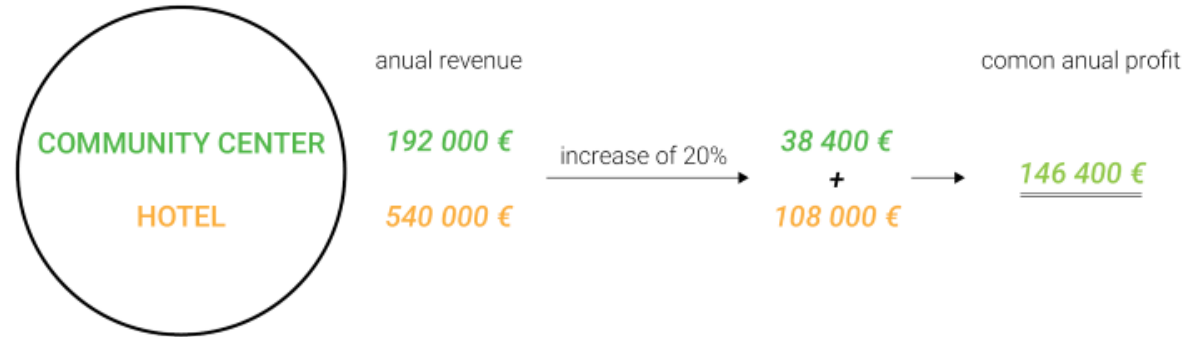 anual revenue
comon anual profit
COMMUNITY CENTER
192 000 €
increase of 20%
38 400 €
+
146 400 €
HOTEL
540 000 €
108 000 €